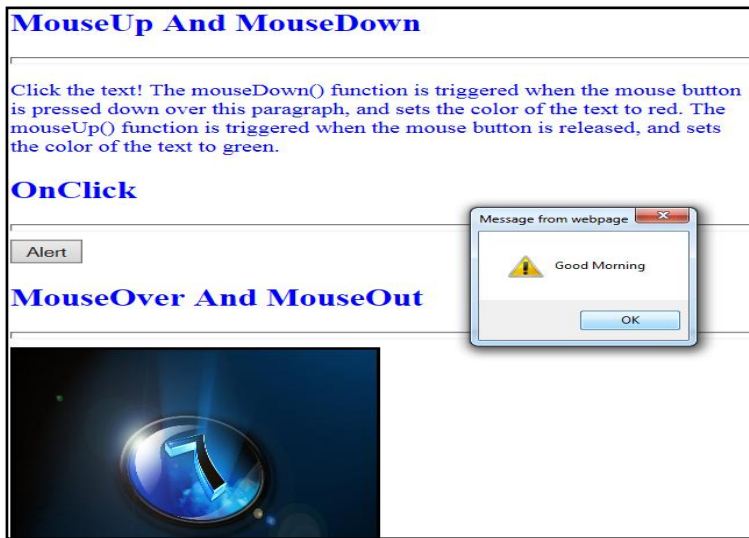 MouseUp And MouseDown
Click the text! The mouseDown() function is triggered when the mouse button
is pressed down over this paragraph, and sets the color of the text to red. The
mouseUp() function is triggered when the mouse button is released, and sets
the color of the text to green.
OnClick
Alert
Message from webpage
Good Morning
OK
MouseOver And MouseOut
7